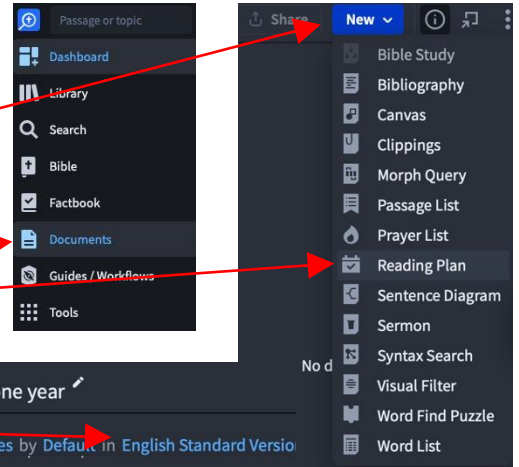 Passage or topic
Dashboard
Library
Search
Bible
Factbook
Documents
Guides / Workflows
Tools
Share
New
Bible Study
Bibliography
Canvas
Clippings
Morph Query
Passage List
Prayer List
Reading Plan
Sentence Diagram
Sermon
Syntax Search
Visual Filter
Word Find Puzzle
Word List
No d
ne year
es by Default in English Standard Versio